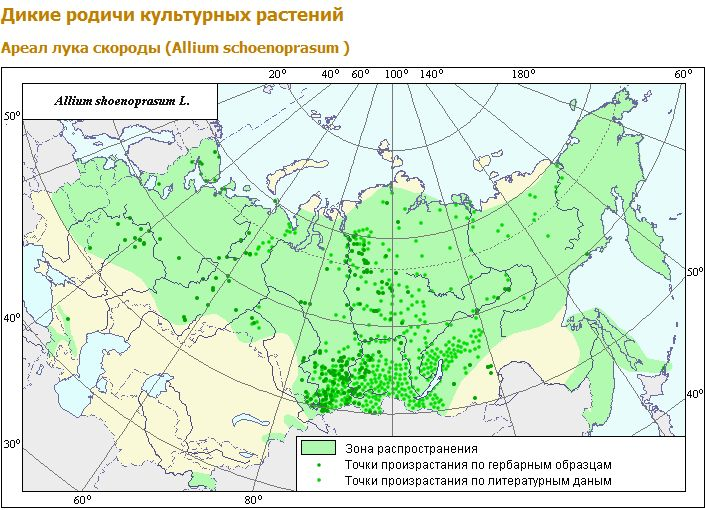 Дикие родичи культурных растений
Ареал лука скороды (Allium schoenoprasum )
20° 40° 60° 100° 140° 180° 60°
Allium shoenoprasum L.
50°
50°
40°
40°
30°
Зона распространения
Точки произрастания по гербарным образцам
Точки произрастания по литературным даным
60° 80°